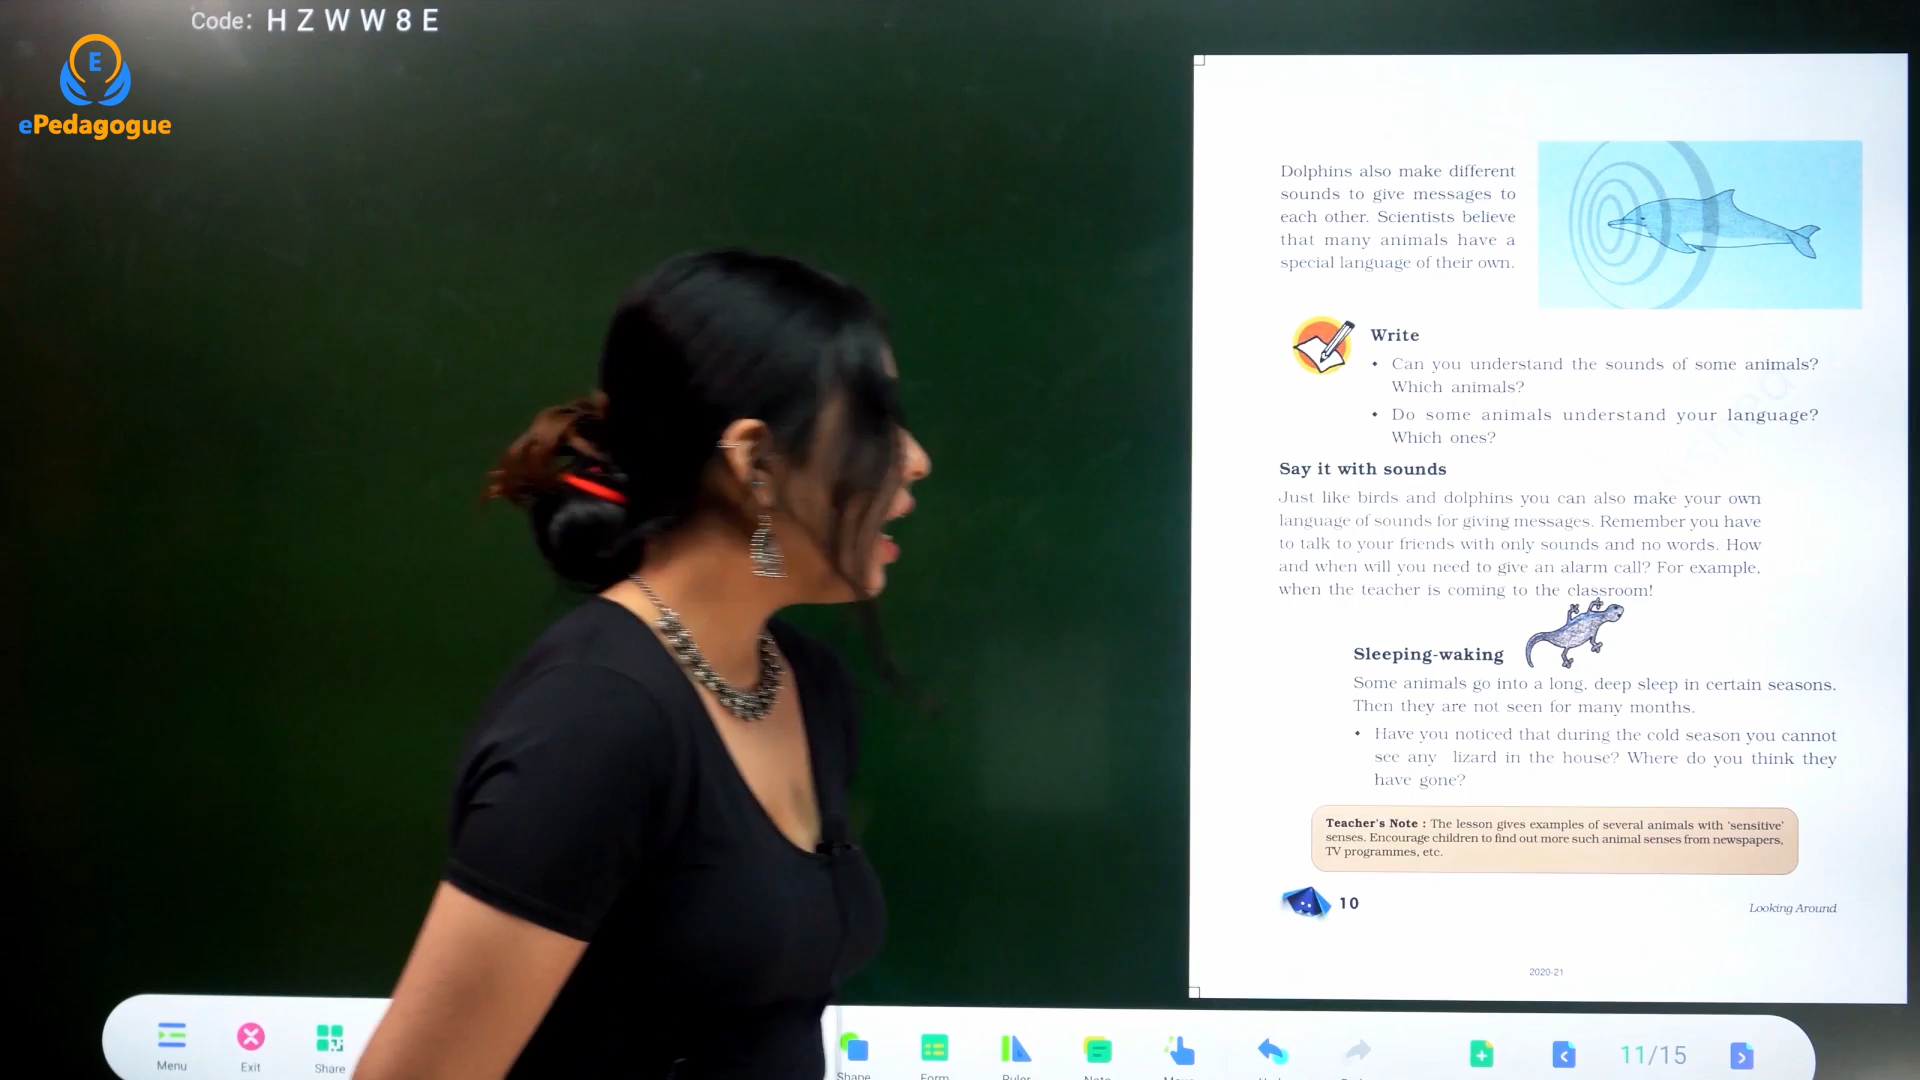 Code: HZWW8E
E
ePedagogue
Dolphins also make different
sounds to give messages to
each other. Scientists believe
that many animals have a
special language of their own.
Write
• Can you understand the sounds of some animals?
Which animals?
• Do some animals understand your language?
Which ones?
Say it with sounds
Just like birds and dolphins you can also make your own
language of sounds for giving messages. Remember you have
to talk to your friends with only sounds and no words. How
and when will you need to give an alarm call? For example,
when the teacher is coming to the classroom!
Sleeping-waking
Some animals go into a long, deep sleep in certain seasons.
Then they are not seen for many months.
• Have you noticed that during the cold season you cannot
see any lizard in the house? Where do you think they
have gone?
Teacher's Note : The lesson gives examples of several animals with 'sensitive'
senses. Encourage children to find out more such animal senses from newspapers,
TV programmes, etc.
10
Looking Around
2020-21
Menu Exit Share Shape Form Ruler Note 11/15